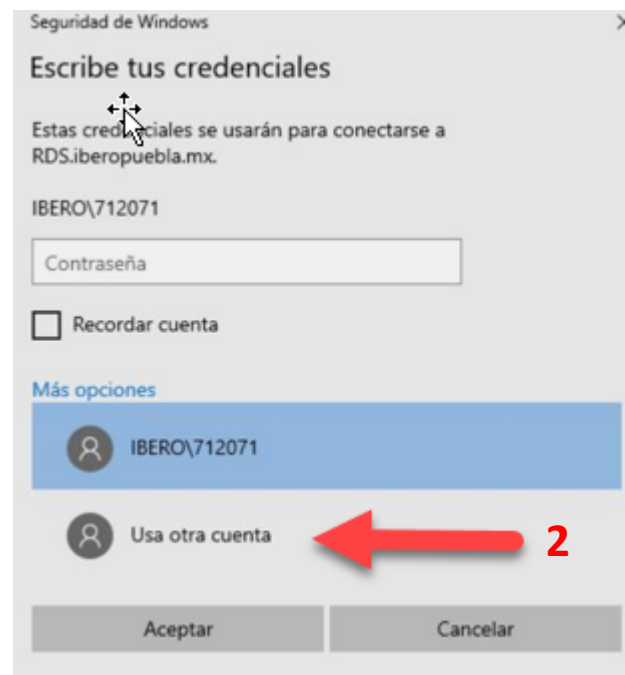 Seguridad de Windows
Escribe tus credenciales
Estas credenciales se usarán para conectarse a
RDS.iberopuebla.mx.
IBERO\712071
Contraseña
Recordar cuenta
Más opciones
IBERO\712071
Usa otra cuenta
2
Aceptar
Cancelar